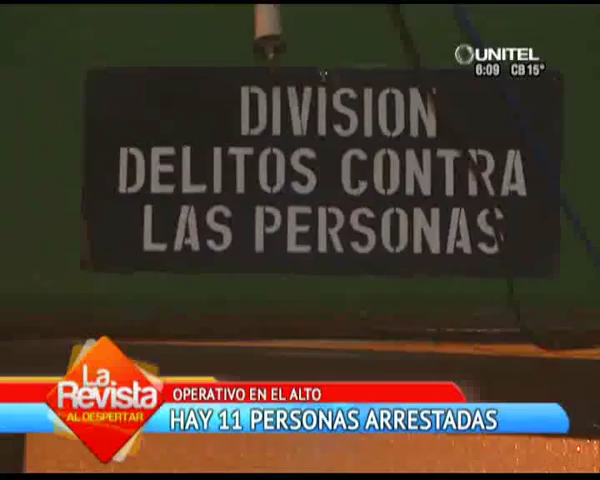 UNITEL
6:09 CB 15°
DIVISION
DELITOS CONTRA
LAS PERSONAS
La
Revista
AL DESPERTAR
OPERATIVO EN EL ALTO
HAY 11 PERSONAS ARRESTADAS